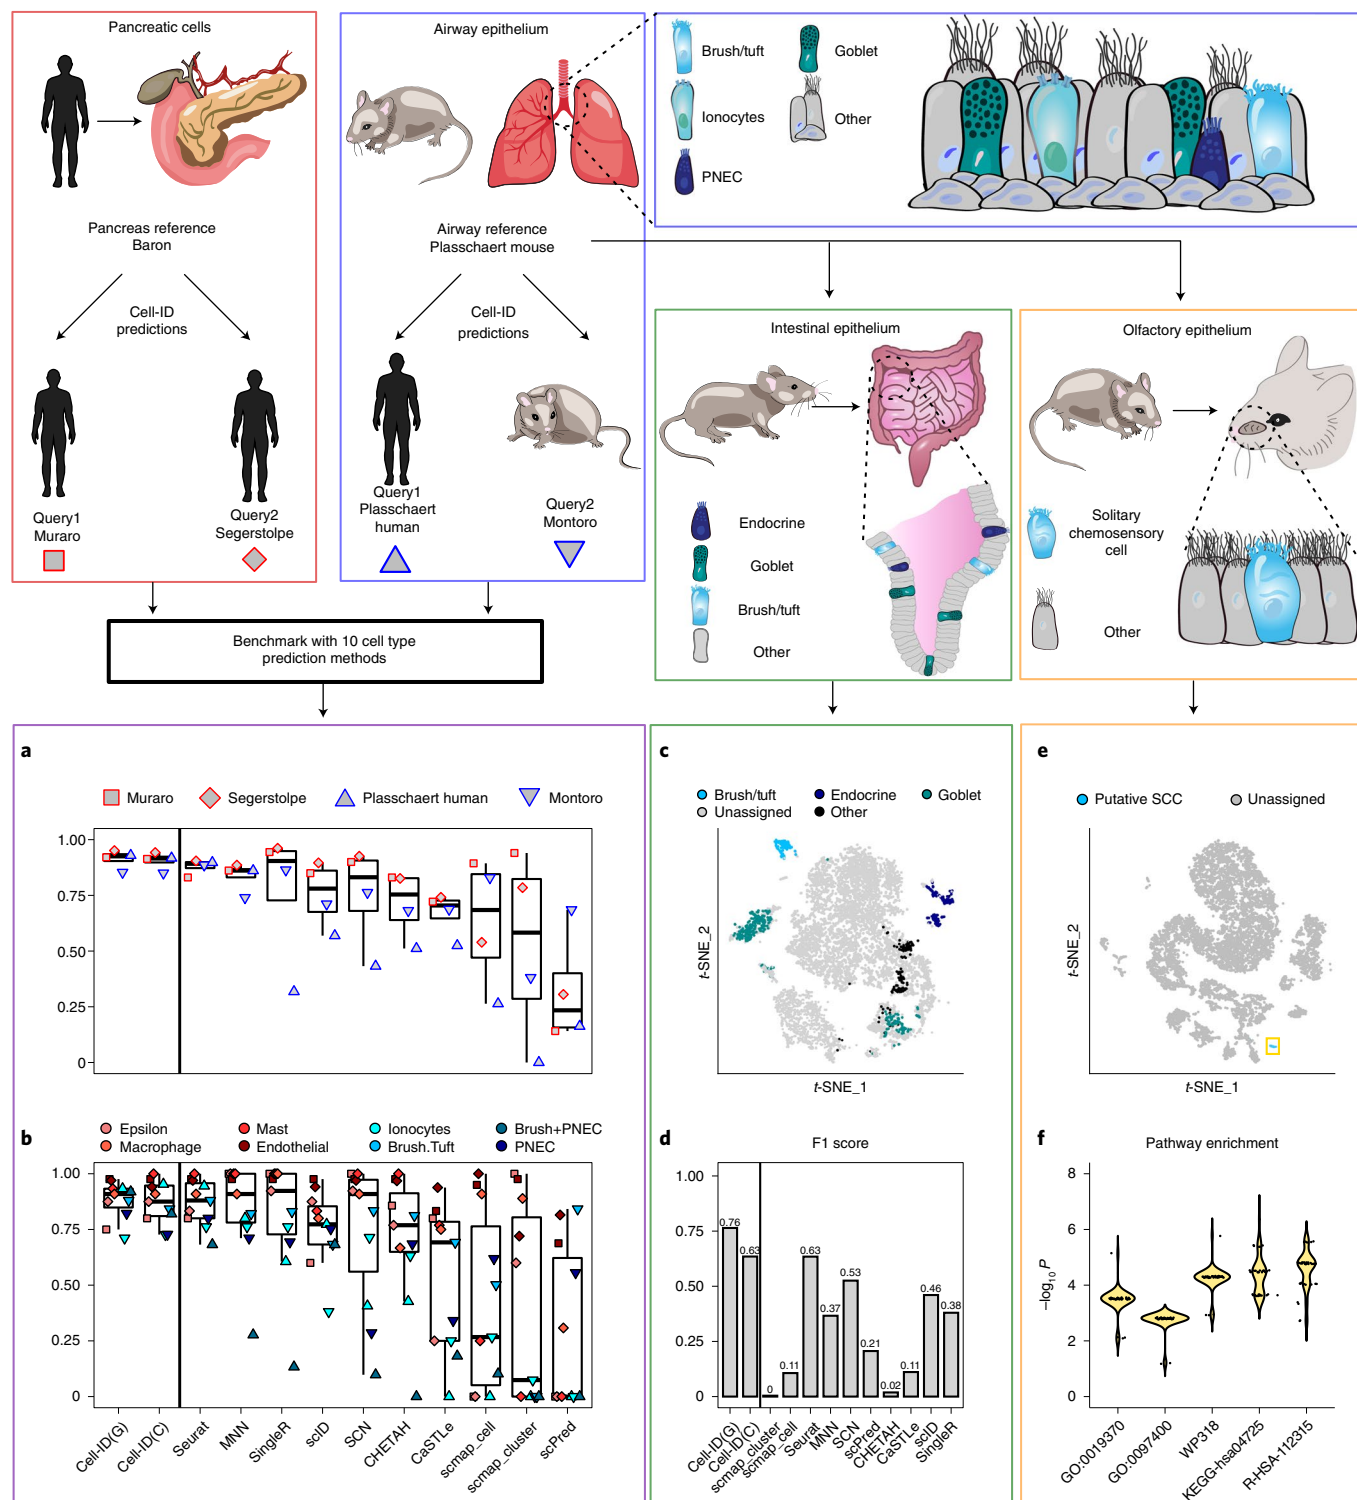 Pancreatic cells
Pancreas reference
Baron
Cell-ID
predictions
Query1
Muraro
Query2
Segerstolpe
Airway epithelium
Airway reference
Plasschaert mouse
Cell-ID
predictions
Query1
Plasschaert
human
Query2
Montoro
Brush/tuft
Goblet
Ionocytes
Other
PNEC
Benchmark with 10 cell type
prediction methods
Intestinal epithelium
Endocrine
Goblet
Brush/tuft
Other
Olfactory epithelium
Solitary
chemosensory
cell
Other
a
Muraro
Segerstolpe
Plasschaert human
Montoro
1.00
0.75
0.50
0.25
0
b
Epsilon
Mast
Ionocytes
Brush+PNEC
Macrophage
Endothelial
Brush.Tuft
PNEC
1.00
0.75
0.50
0.25
0
Cell-ID(G)
Cell-ID(C)
Seurat
MNN
SingleR
scID
SCN
CHETAH
CaSTLe
scmap_cell
scmap_cluster
scPred
c
Brush/tuft
Endocrine
Goblet
Unassigned
Other
t-SNE_2
t-SNE_1
d
F1 score
1.00
0.75
0.50
0.25
0
0.76
0.63
0
0.11
0.63
0.37
0.53
0.21
0.02
0.11
0.46
0.38
Cell-ID(G)
Cell-ID(C)
scmap_cluster
scmap_cell
Seurat
MNN
SCN
scPred
CHETAH
CaSTLe
scID
SingleR
e
Putative SCC
Unassigned
t-SNE_2
t-SNE_1
f
Pathway enrichment
−log10 P
8
6
4
2
0
GO:0019370
GO:0097400
WP318
KEGG-hsa04725
R-HSA-112315